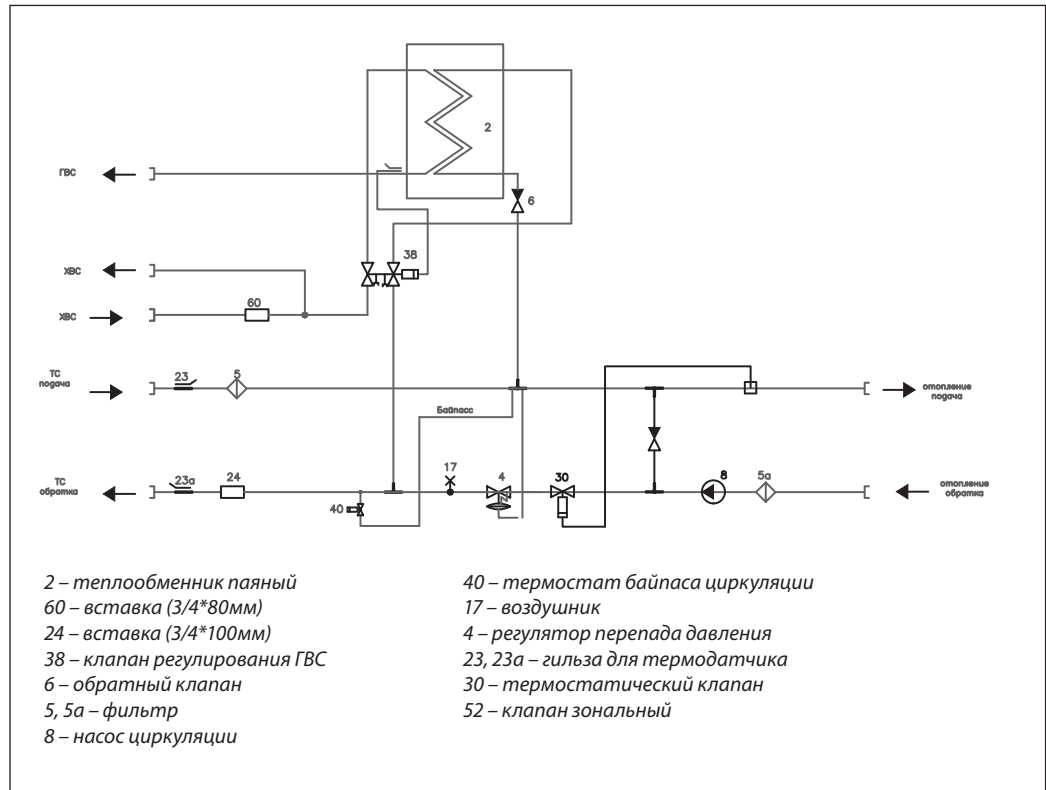 2
ГВС
6
38
ХВС
60
ХВС
ТС
подача
23
5
отопление
подача
Байпасс
ТС
обратка
23а
24
17
4
30
8
5а
отопление
обратка
40
2 – теплообменник паяный
60 – вставка (3/4*80мм)
24 – вставка (3/4*100мм)
38 – клапан регулирования ГВС
6 – обратный клапан
5, 5а – фильтр
8 – насос циркуляции
40 – термостат байпаса циркуляции
17 – воздушник
4 – регулятор перепада давления
23, 23а – гильза для термодатчика
30 – термостатический клапан
52 – клапан зональный